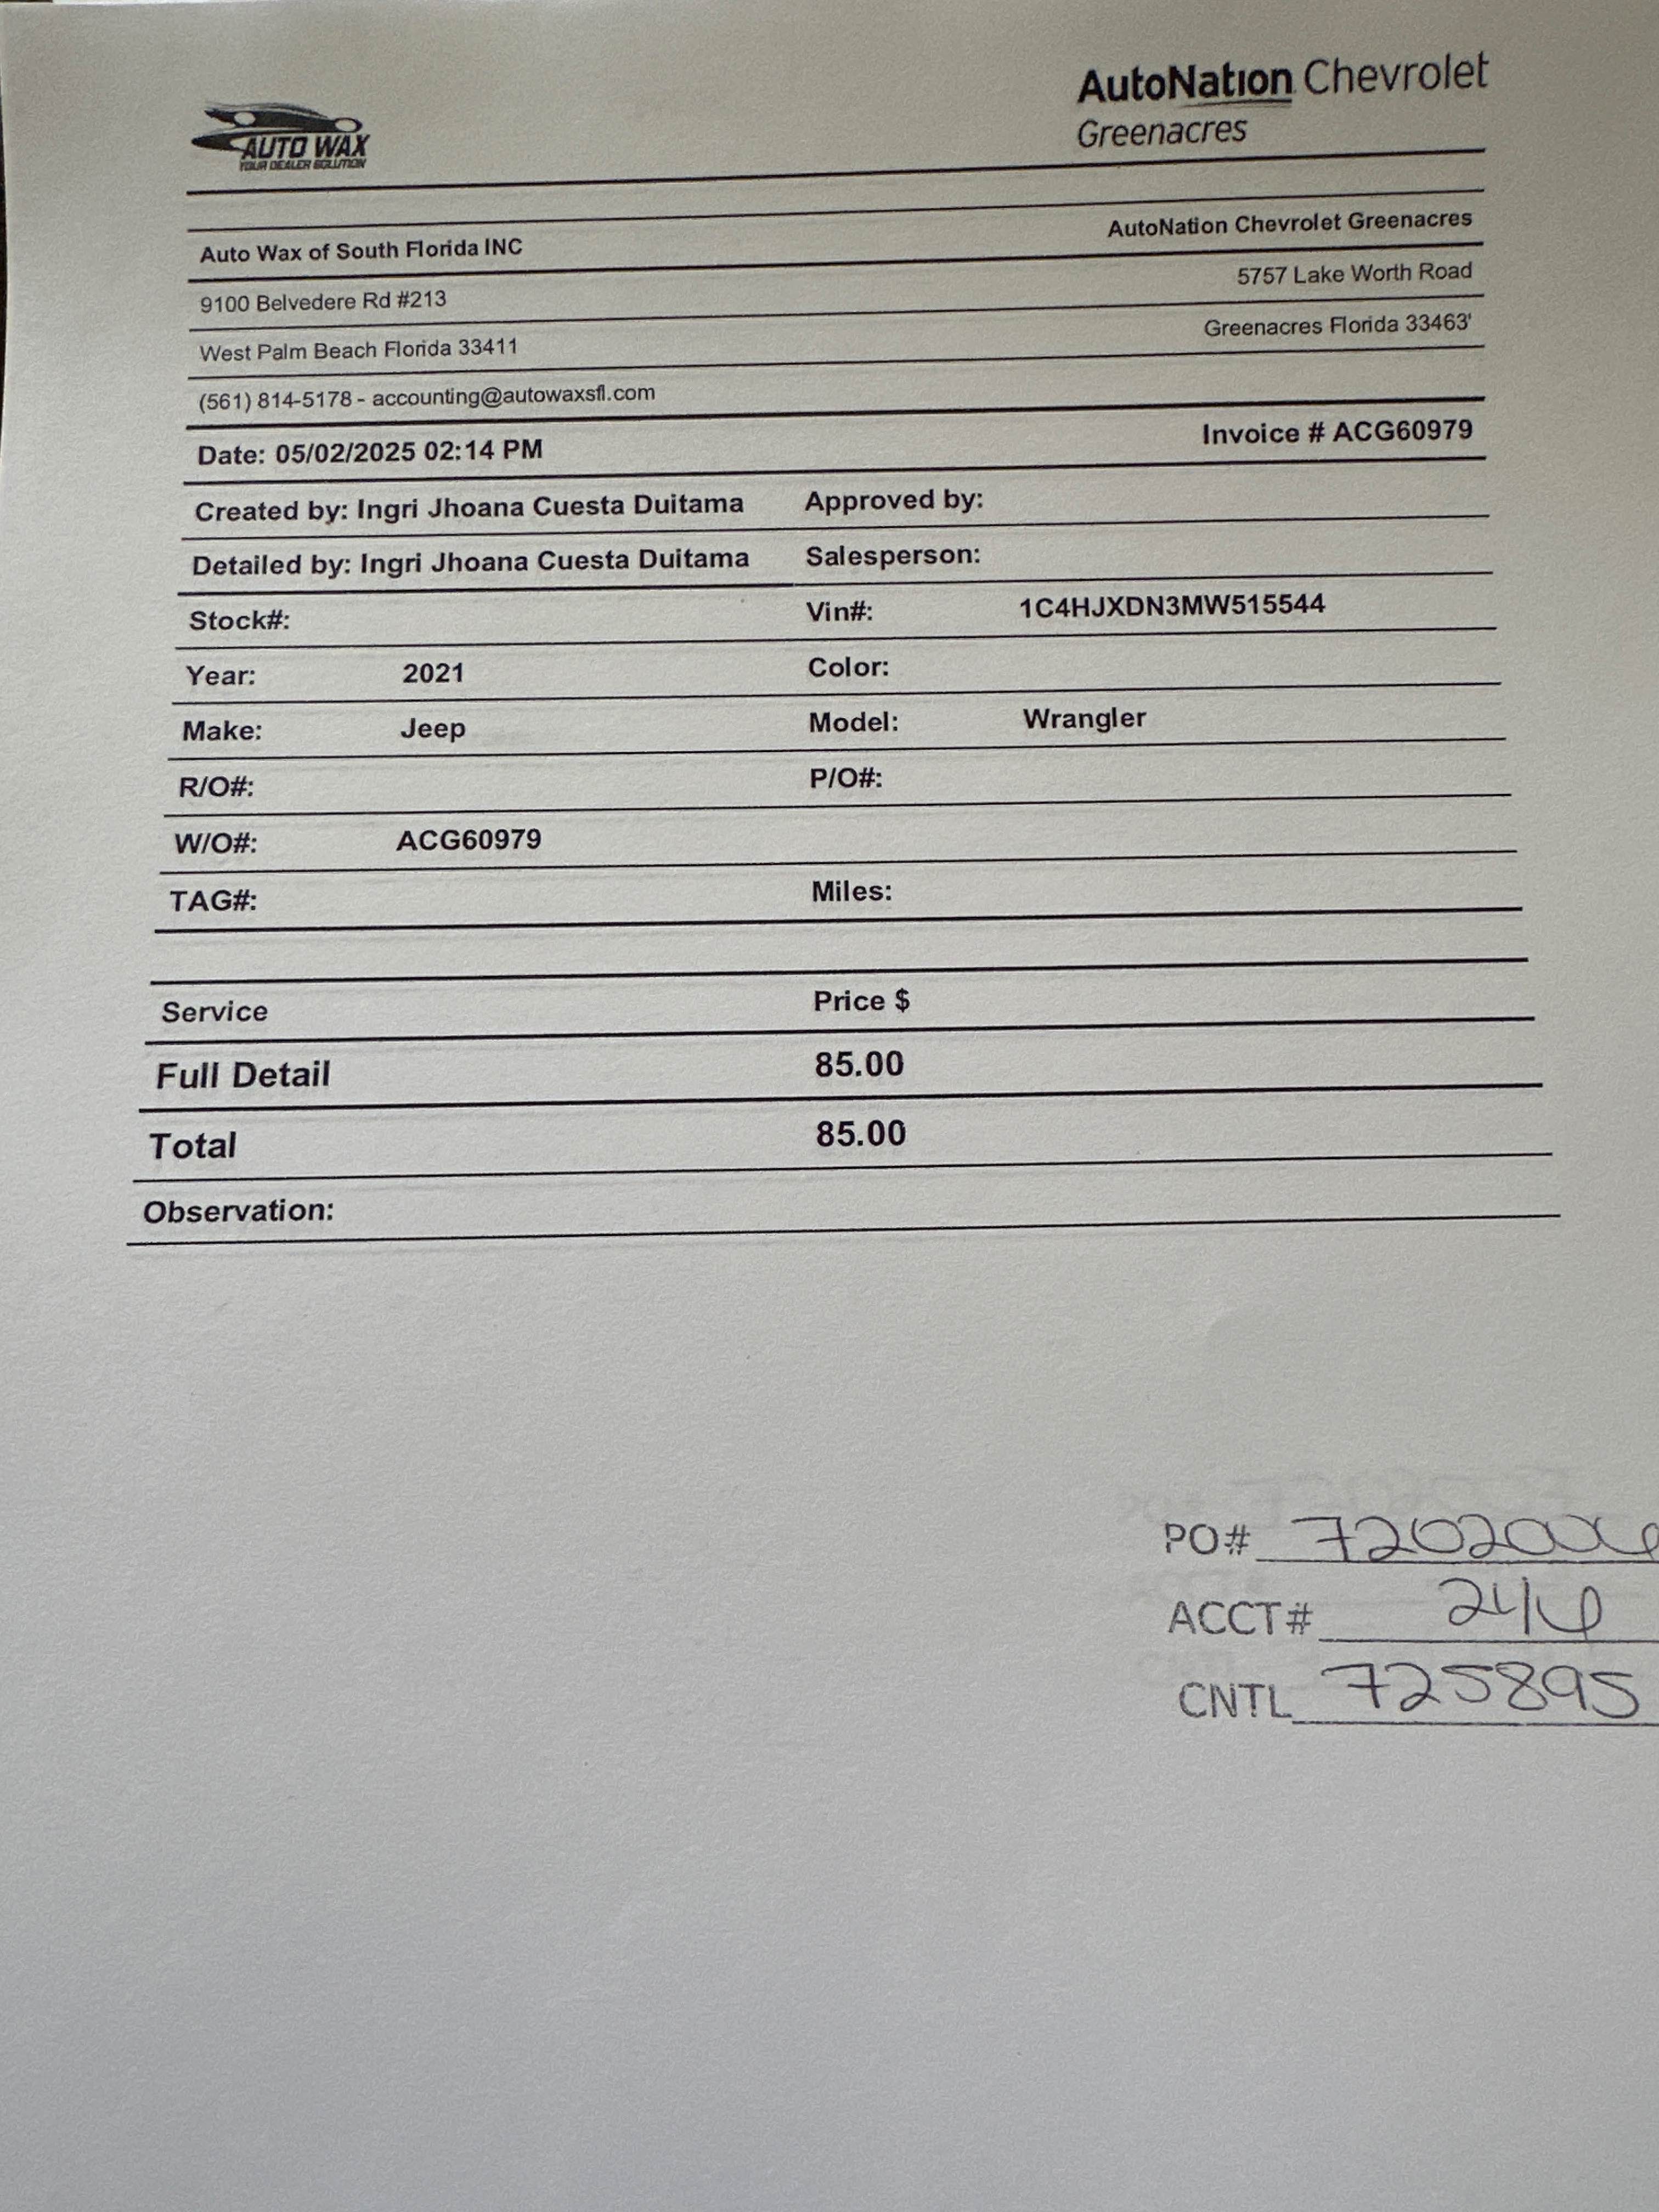 AUTO WAX
YOUR DEALER SOLUTION
AutoNation Chevrolet
Greenacres
Auto Wax of South Florida INC AutoNation Chevrolet Greenacres
9100 Belvedere Rd #213 5757 Lake Worth Road
West Palm Beach Florida 33411 Greenacres Florida 33463'
(561) 814-5178 - accounting@autowaxsfl.com
Date: 05/02/2025 02:14 PM Invoice # ACG60979
Created by: Ingri Jhoana Cuesta Duitama Approved by:
Detailed by: Ingri Jhoana Cuesta Duitama Salesperson:
Stock#: Vin#: 1C4HJXDN3MW515544
Year: 2021 Color:
Make: Jeep Model: Wrangler
R/O#: P/O#:
W/O#: ACG60979
TAG#: Miles:
Service Price $
Full Detail 85.00
Total 85.00
Observation:
PO#
ACCT#
CNTL 725895